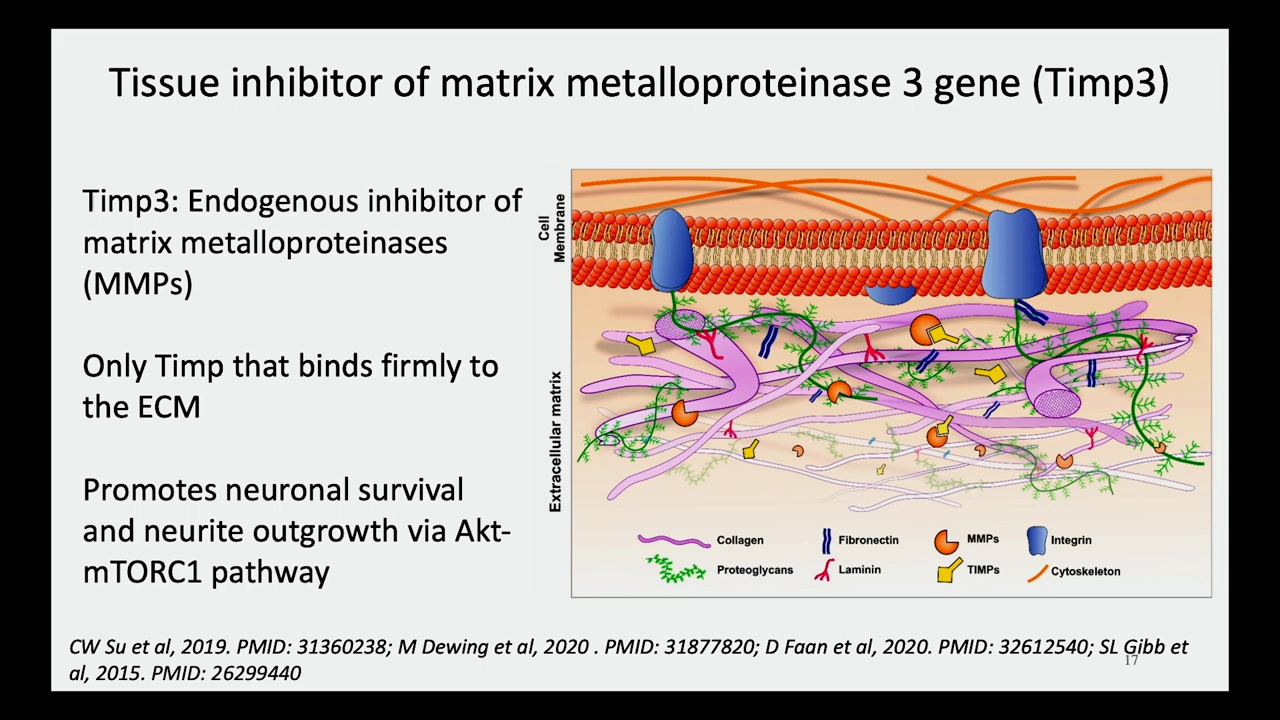 Tissue inhibitor of matrix metalloproteinase 3 gene (Timp3)
Timp3: Endogenous inhibitor of
matrix metalloproteinases
(MMPs)
Only Timp that binds firmly to
the ECM
Promotes neuronal survival
and neurite outgrowth via Akt-
mTORC1 pathway
Cell
Membrane
Extracellular matrix
Collagen
Fibronectin
MMPs
Integrin
Proteoglycans
Laminin
TIMPs
Cytoskeleton
CW Su et al, 2019. PMID: 31360238; M Dewing et al, 2020 . PMID: 31877820; D Faan et al, 2020. PMID: 32612540; SL Gibb et
al, 2015. PMID: 26299440
17